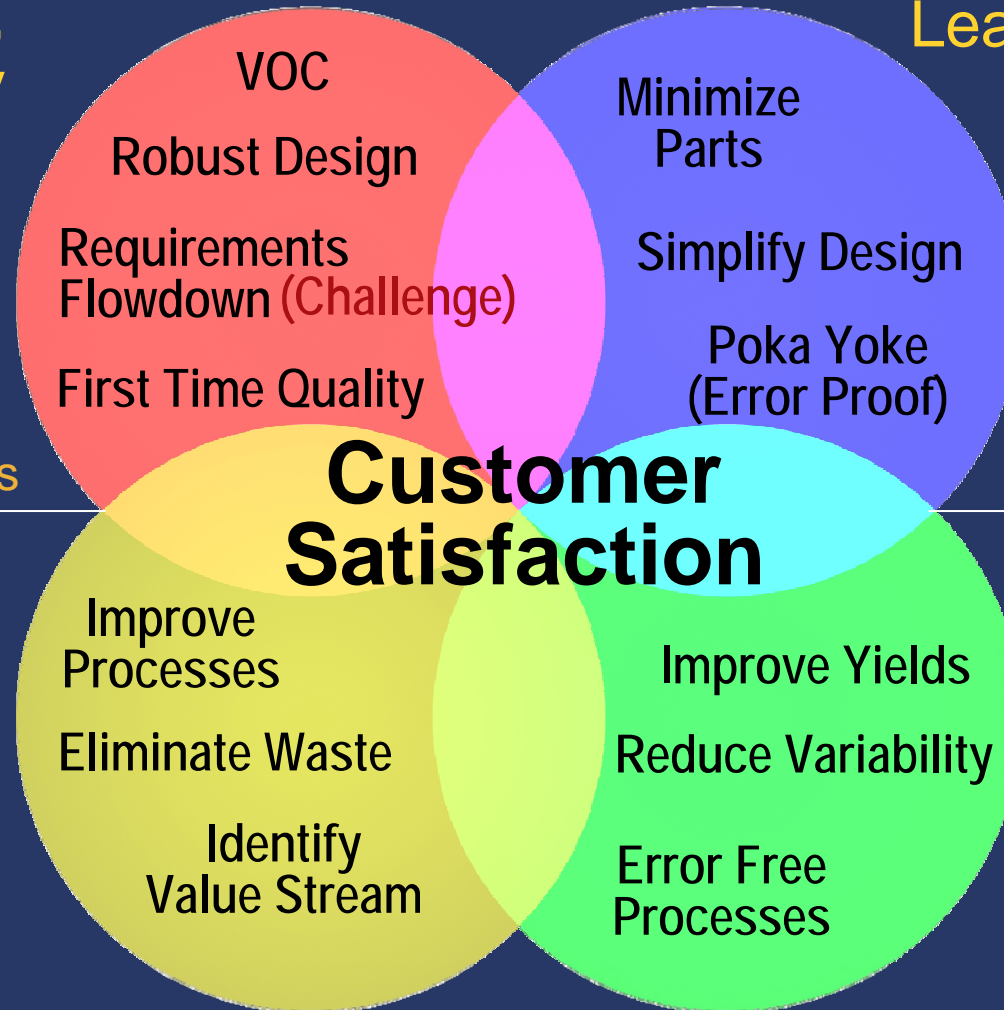 Lea
VOC
Robust Design
Requirements
Flowdown (Challenge)
First Time Quality
Minimize
Parts
Simplify Design
Poka Yoke
(Error Proof)
s
Customer
Satisfaction
Improve
Processes
Eliminate Waste
Identify
Value Stream
Improve Yields
Reduce Variability
Error Free
Processes